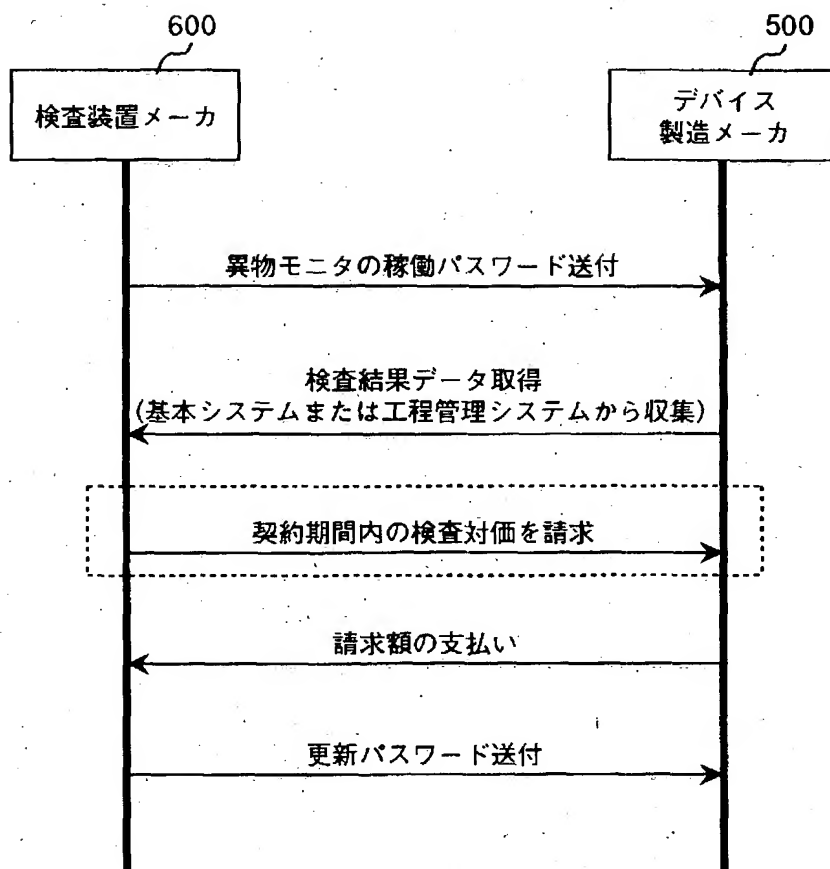 600
500
検査装置メーカ
デバイス
製造メーカ
異物モニタの稼働パスワード送付
検査結果データ取得
(基本システムまたは工程管理システムから収集)
契約期間内の検査対価を請求
請求額の支払い
更新パスワード送付